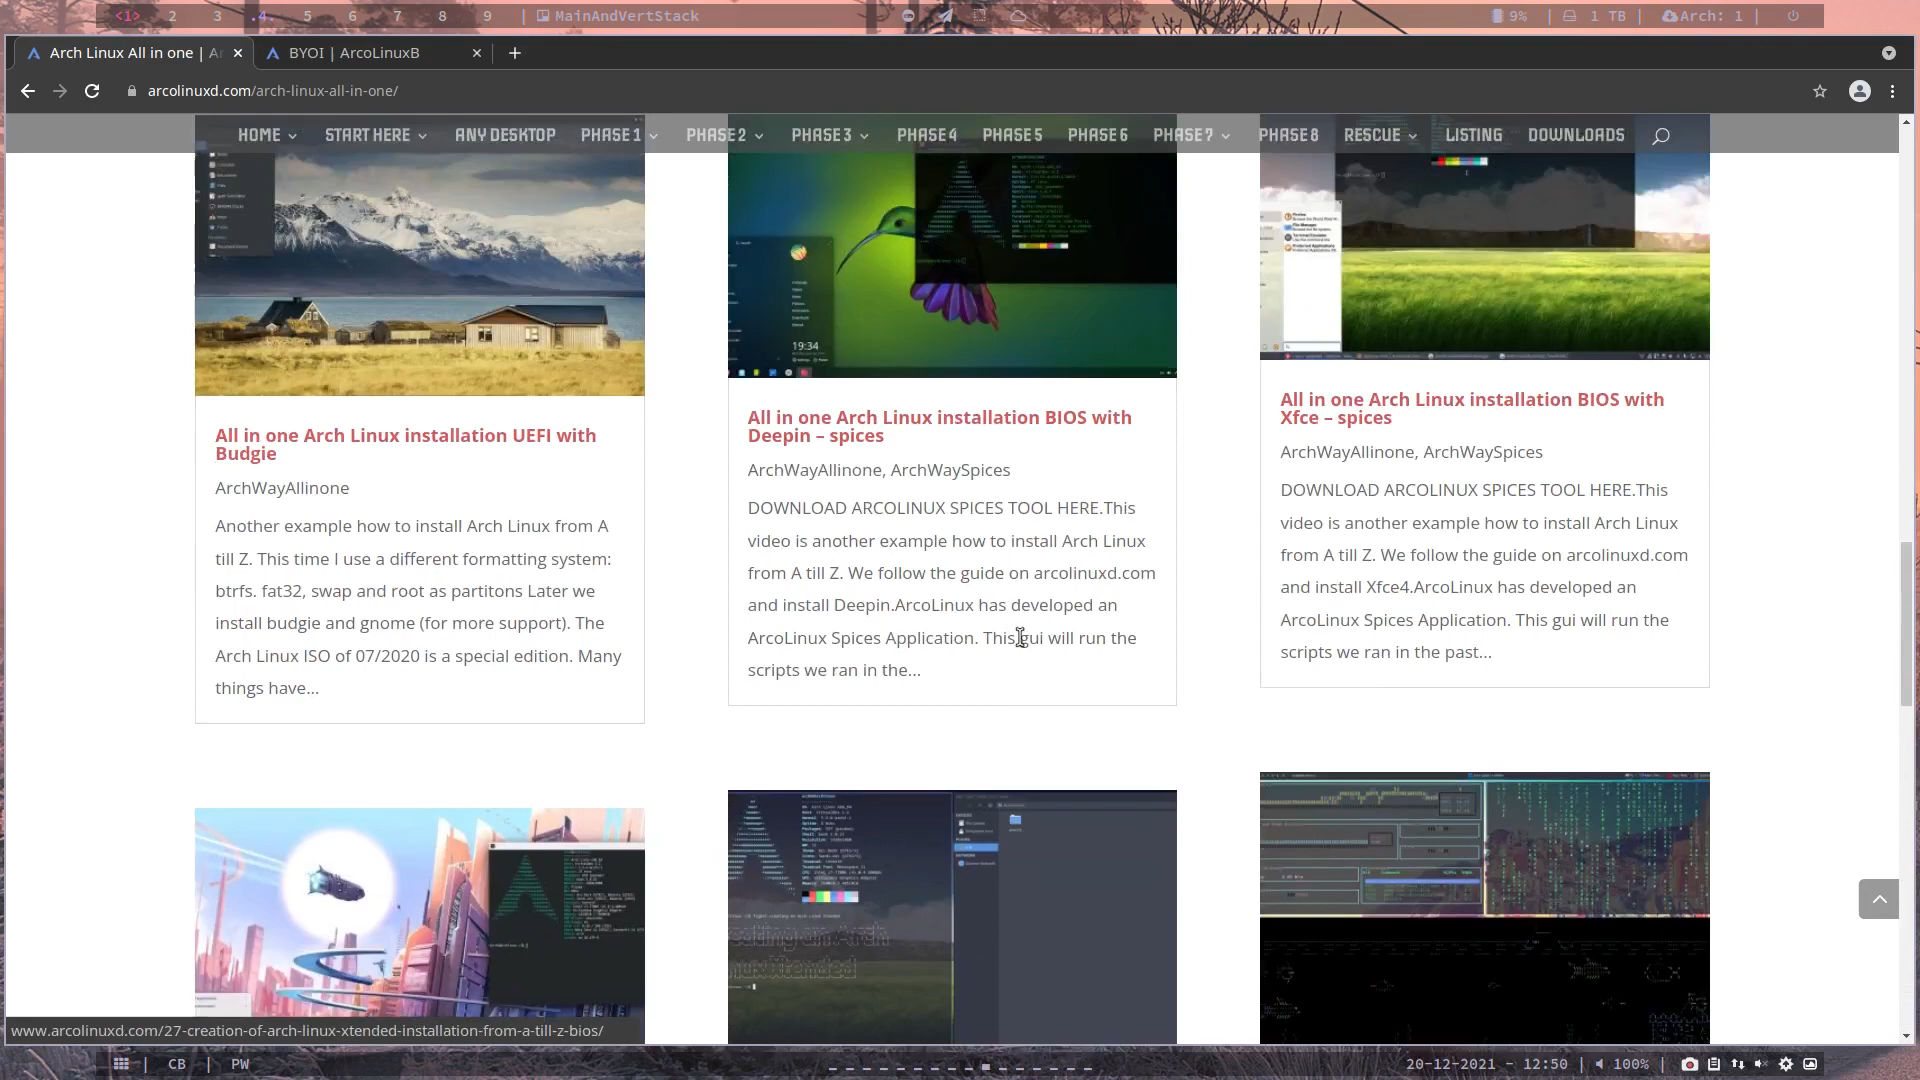 <1> 2 3 .4. 5 6 7 8 9 | MainAndVertStack
9% | 1 TB | Arch: 1 |
Arch Linux All in one | Ar
BYOI | ArcoLinuxB
arcolinuxd.com/arch-linux-all-in-one/
HOME START HERE ANY DESKTOP PHASE 1 PHASE 2 PHASE 3 PHASE 4 PHASE 5 PHASE 6 PHASE 7 PHASE 8 RESCUE LISTING DOWNLOADS
19:34
All in one Arch Linux installation UEFI with
Budgie
ArchWayAllinone
Another example how to install Arch Linux from A
till Z. This time I use a different formatting system:
btrfs. fat32, swap and root as partitons Later we
install budgie and gnome (for more support). The
Arch Linux ISO of 07/2020 is a special edition. Many
things have...
All in one Arch Linux installation BIOS with
Deepin – spices
ArchWayAllinone, ArchWaySpices
DOWNLOAD ARCOLINUX SPICES TOOL HERE.This
video is another example how to install Arch Linux
from A till Z. We follow the guide on arcolinuxd.com
and install Deepin.ArcoLinux has developed an
ArcoLinux Spices Application. This gui will run the
scripts we ran in the...
All in one Arch Linux installation BIOS with
Xfce – spices
ArchWayAllinone, ArchWaySpices
DOWNLOAD ARCOLINUX SPICES TOOL HERE.This
video is another example how to install Arch Linux
from A till Z. We follow the guide on arcolinuxd.com
and install Xfce4.ArcoLinux has developed an
ArcoLinux Spices Application. This gui will run the
scripts we ran in the past...
www.arcolinuxd.com/27-creation-of-arch-linux-xtended-installation-from-a-till-z-bios/
| CB | PW
20-12-2021 - 12:50 | 100% |